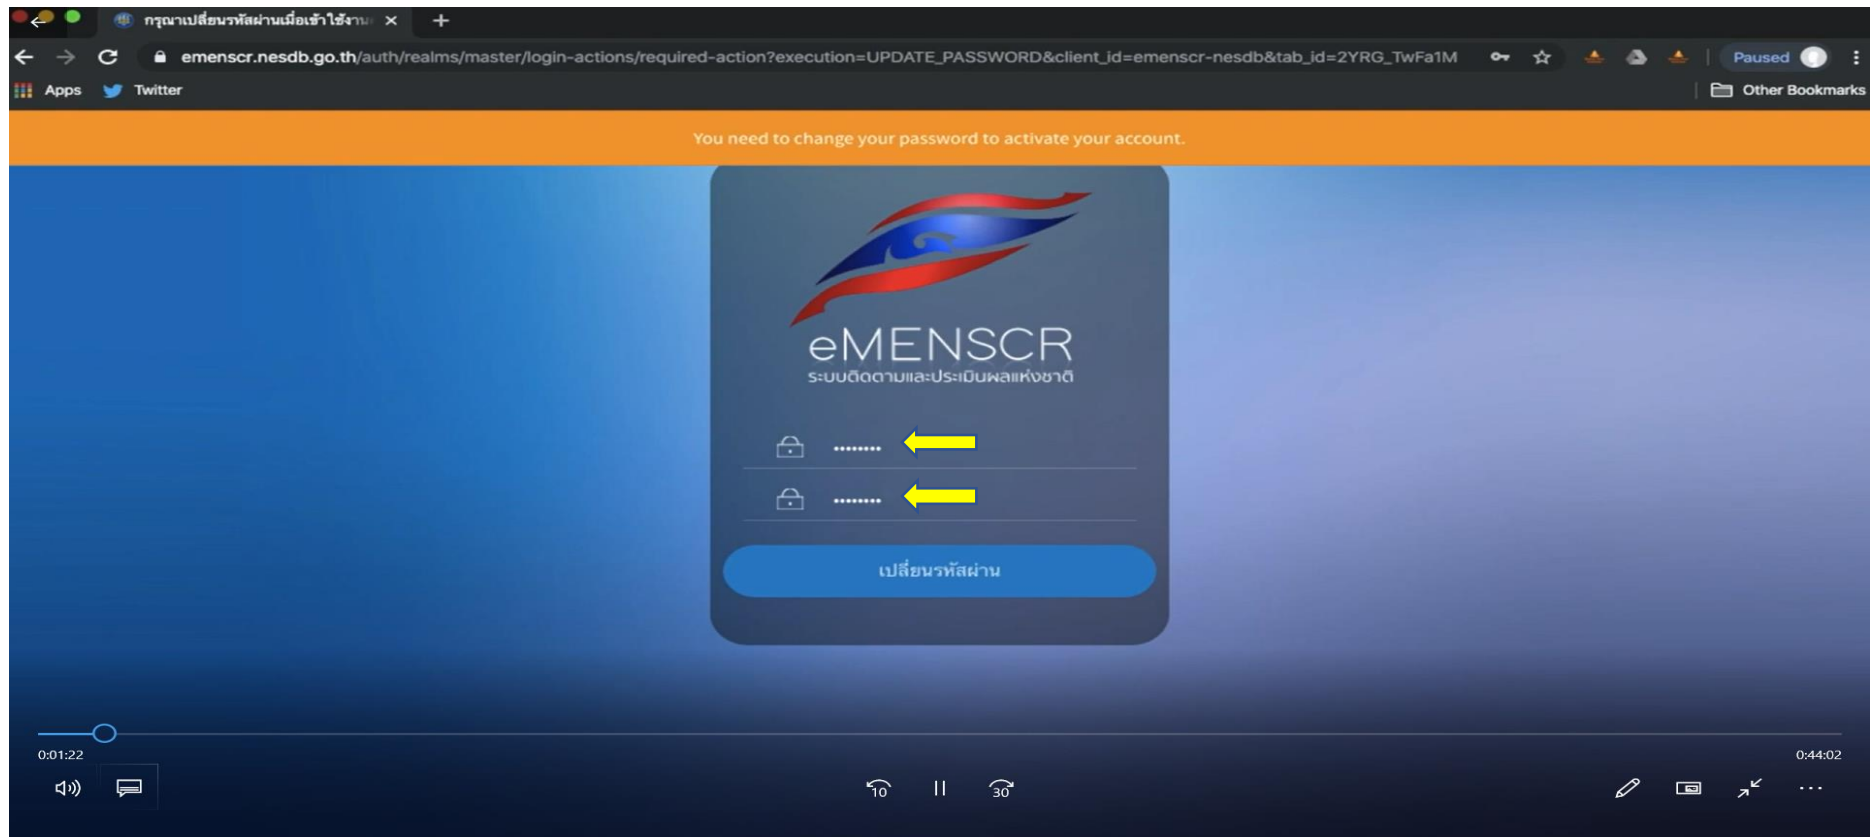 กรุณาเปลี่ยนรหัสผ่านเมื่อเข้าใช้งาน
emenscr.nesdb.go.th/auth/realms/master/login-actions/required-action?execution=UPDATE_PASSWORD&client_id=emenscr-nesdb&tab_id=2YRG_TwFa1M
Paused
Apps Twitter Other Bookmarks
You need to change your password to activate your account.
eMENSCR
ระบบติดตามและประเมินผลแห่งชาติ
เปลี่ยนรหัสผ่าน
0:01:22 0:44:02
10 30